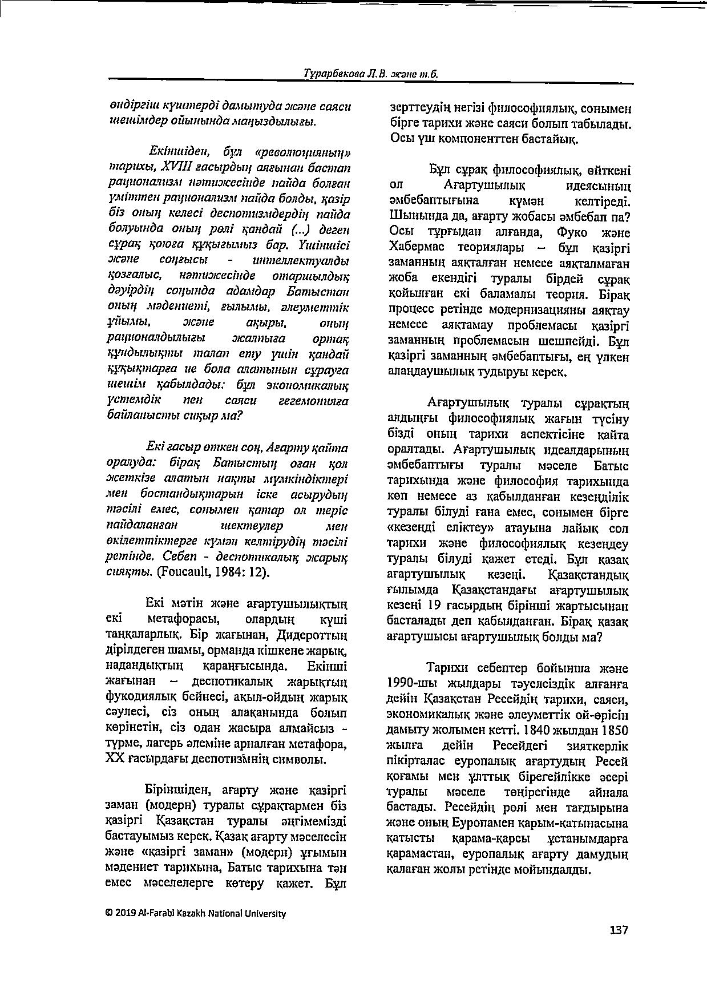 Тұрарбекова Л.В. және т.б.
өндіргіш күштерді дамытуда және саяси
шешімдер ойынында маңыздылығы.
Екіншіден, бұл «революцияның»
тарихы, XVIII ғасырдың аяғынан бастап
рационализм нәтижесінде пайда болған
үміттен рационализм пайда болды, қазір
біз оның келесі деспотизмдердің пайда
болуында оның рөлі қандай (...) деген
сұрақ қоюға құқығымыз бар. Үшіншісі
және соңғысы - интеллектуалды
қозғалыс, нәтижесінде отаршылдық
дәуірдің соңында адамдар Батыстан
оның мәдениеті, ғылымы, әлеуметтік
ұйымы, және ақыры, оның
рационалдылығы жалпыға ортақ
құндылықты талап ету үшін қандай
құқықтарға ие бола алатынын сұрауға
шешім қабылдады: бұл экономикалық
үстемдік пен саяси гегемонияға
байланысты сиқыр ма?
Екі ғасыр өткен соң, Ағарту қайта
оралуда: бірақ Батыстың оған қол
жеткізе алатын нақты мүмкіндіктері
мен бостандықтарын іске асырудың
тәсілі емес, сонымен қатар ол теріс
пайдаланған шектеулер мен
өкілеттіктерге күмән келтірудің тәсілі
ретінде. Себеп - деспотикалық жарық
сияқты. (Foucault, 1984: 12).
Екі мәтін және ағартушылықтың
екі метафорасы, олардың күші
таңқаларлық. Бір жағынан, Дидероттың
дірілдеген шамы, орманда кішкене жарық,
надандықтың қараңғысында. Екінші
жағынан – деспотикалық жарықтың
фукодиялық бейнесі, ақыл-ойдың жарық
сәулесі, сіз оның алақанында болып
көрінетін, сіз одан жасыра алмайсыз -
түрме, лагерь әлеміне арналған метафора,
ХХ ғасырдағы деспотизмнің символы.
Біріншіден, ағарту және қазіргі
заман (модерн) туралы сұрақтармен біз
қазіргі Қазақстан туралы әңгімемізді
бастауымыз керек. Қазақ ағарту мәселесін
және «қазіргі заман» (модерн) ұғымын
мәдениет тарихына, Батыс тарихына тән
емес мәселелерге көтеру қажет. Бұл
зерттеудің негізі философиялық, сонымен
бірге тарихи және саяси болып табылады.
Осы үш компоненттен бастайық.
Бұл сұрақ философиялық, өйткені
ол Ағартушылық идеясының
әмбебаптығына күмән келтіреді.
Шынында да, ағарту жобасы әмбебап па?
Осы тұрғыдан алғанда, Фуко және
Хабермас теориялары – бұл қазіргі
заманның аяқталған немесе аяқталмаған
жоба екендігі туралы бірдей сұрақ
қойылған екі баламалы теория. Бірақ
процесс ретінде модернизацияны аяқтау
немесе аяқтамау проблемасы қазіргі
заманның проблемасын шешпейді. Бұл
қазіргі заманның әмбебаптығы, ең үлкен
алаңдаушылық тудыруы керек.
Ағартушылық туралы сұрақтың
алдыңғы философиялық жағын түсіну
бізді оның тарихи аспектісіне қайта
оралтады. Ағартушылық идеалдарының
әмбебаптығы туралы мәселе Батыс
тарихында және философия тарихында
көп немесе аз қабылданған кезеңділік
туралы білуді ғана емес, сонымен бірге
«кезеңді еліктеу» атауына лайық сол
тарихи және философиялық кезеңдеу
туралы білуді қажет етеді. Бұл қазақ
ағартушылық кезеңі. Қазақстандық
ғылымда Қазақстандағы ағартушылық
кезеңі 19 ғасырдың бірінші жартысынан
басталады деп қабылданған. Бірақ қазақ
ағартушысы ағартушылық болды ма?
Тарихи себептер бойынша және
1990-шы жылдары тәуелсіздік алғанға
дейін Қазақстан Ресейдің тарихи, саяси,
экономикалық және әлеуметтік ой-өрісін
дамыту жолымен кетті. 1840 жылдан 1850
жылға дейін Ресейдегі зияткерлік
пікірталас еуропалық ағартудың Ресей
қоғамы мен ұлттық бірегейлікке әсері
туралы мәселе төңірегінде айнала
бастады. Ресейдің рөлі мен тағдырына
және оның Еуропамен қарым-қатынасына
қатысты қарама-қарсы ұстанымдарға
қарамастан, еуропалық ағарту дамудың
қалаған жолы ретінде мойындалды.
© 2019 Al-Farabi Kazakh National University
137